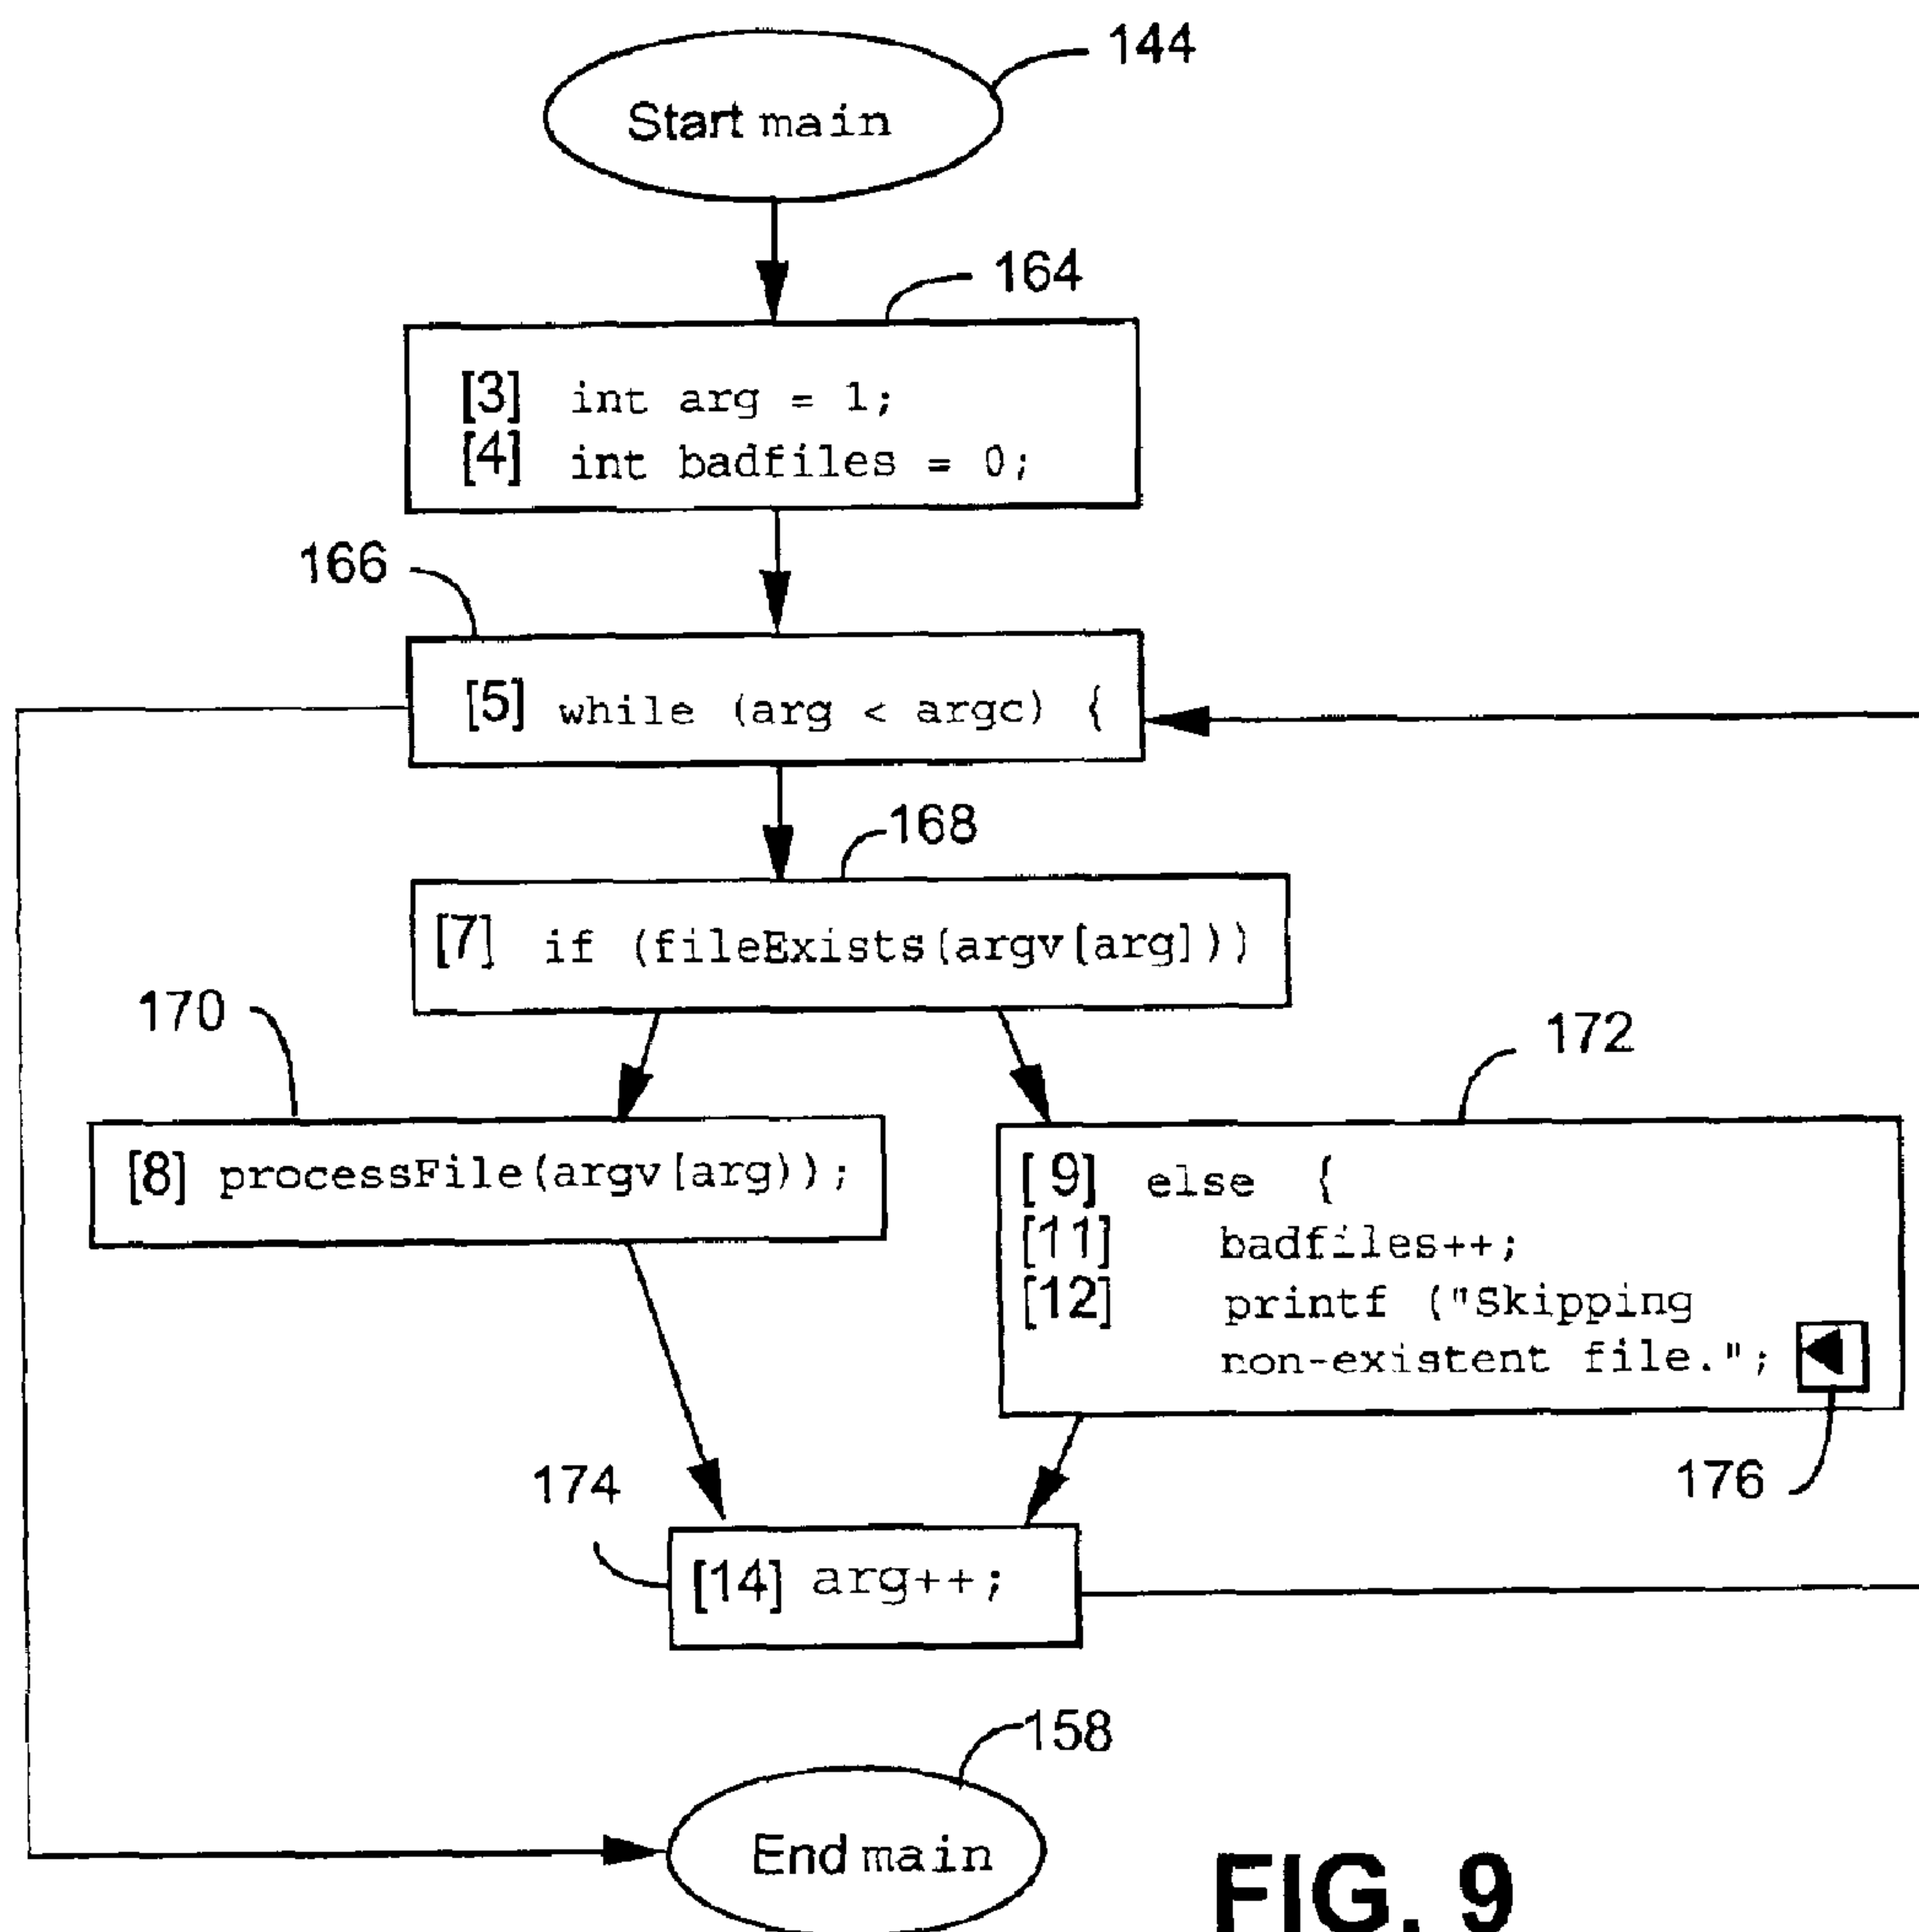 144
Start main
164
[3] int arg = 1;
[4] int badfiles = 0;
166
[5] while (arg < argc) {
168
[7] if (fileExists(argv[arg]))
170
172
[8] processFile(argv[arg));
[ 9] else {
[11] badfiles++;
[12] printf ("Skipping
non-existent file.";
176
174
[14] arg++;
158
End main
FIG. 9